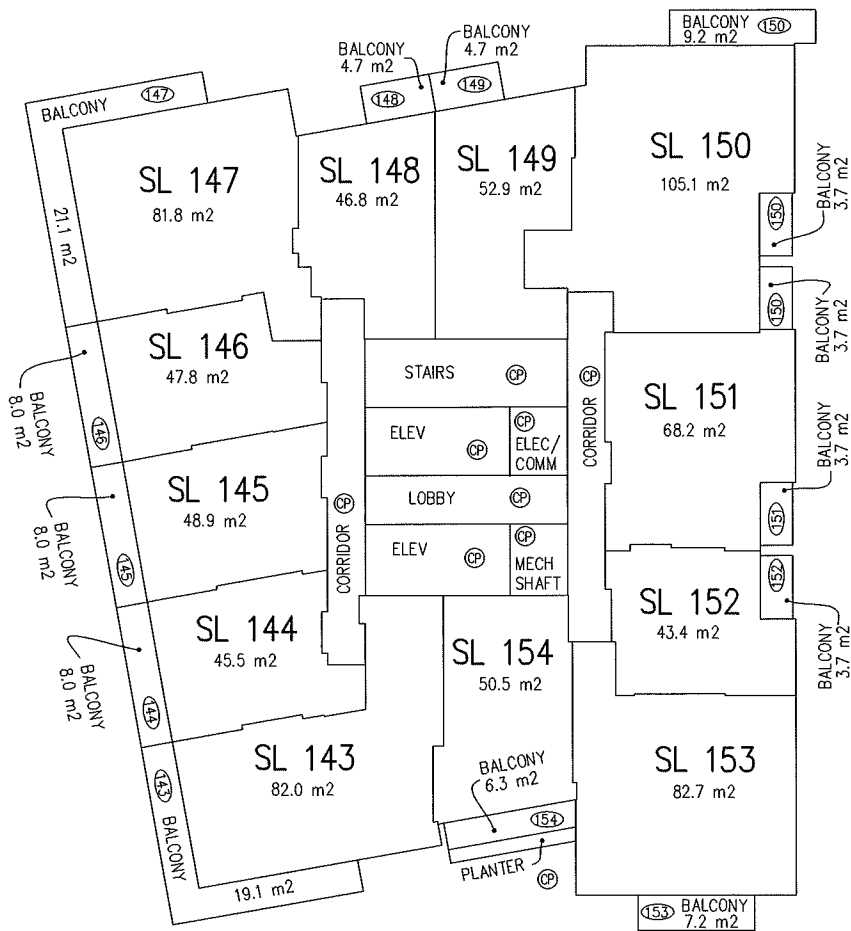 BALCONY
9.2 m2
150
BALCONY
4.7 m2
BALCONY
4.7 m2
148
149
BALCONY
147
21.1 m2
SL 147
81.8 m2
SL 148
46.8 m2
SL 149
52.9 m2
SL 150
105.1 m2
150
BALCONY
3.7 m2
150
BALCONY
3.7 m2
SL 146
47.8 m2
BALCONY
8.0 m2
146
STAIRS
CP
CP
CORRIDOR
ELEV
CP
CP
ELEC/
COMM
SL 151
68.2 m2
BALCONY
3.7 m2
151
SL 145
48.9 m2
BALCONY
8.0 m2
145
CP
CORRIDOR
LOBBY
CP
ELEV
CP
CP
MECH
SHAFT
152
BALCONY
3.7 m2
SL 152
43.4 m2
SL 144
45.5 m2
BALCONY
8.0 m2
144
SL 154
50.5 m2
SL 143
82.0 m2
143
BALCONY
19.1 m2
BALCONY
6.3 m2
154
PLANTER
CP
SL 153
82.7 m2
153
BALCONY
7.2 m2